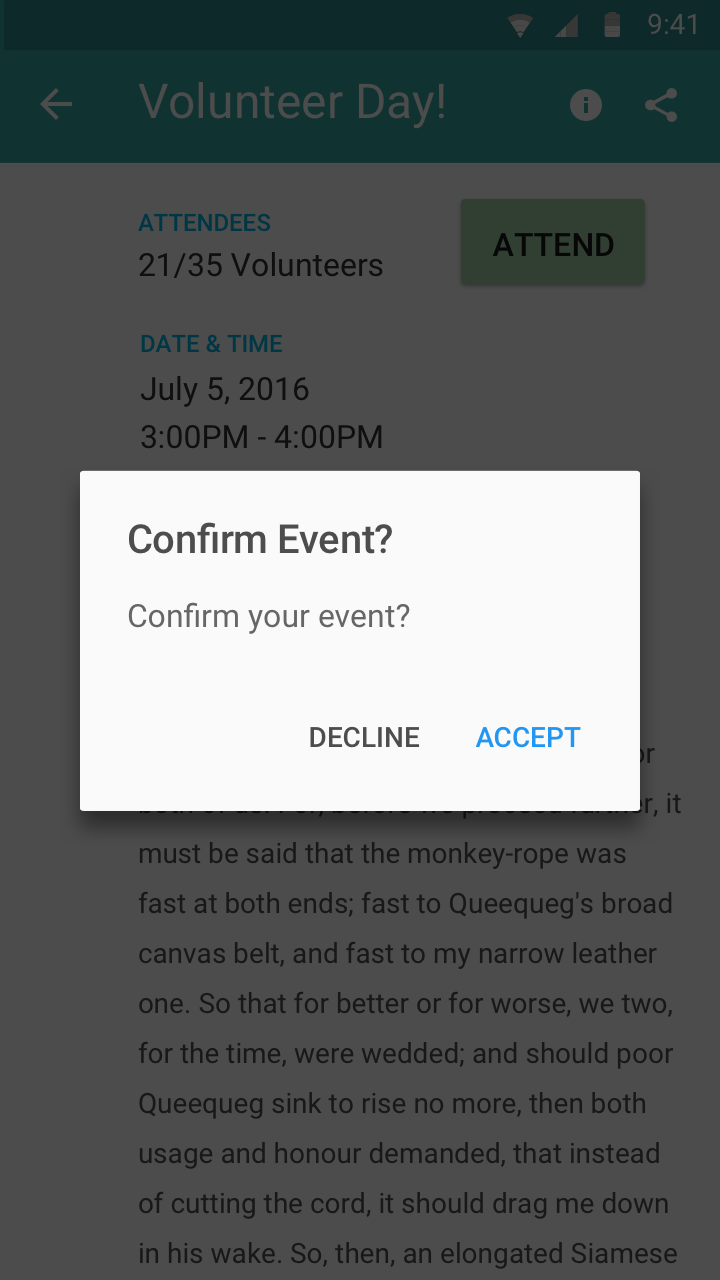 9:41
Volunteer Day!
ATTENDEES
21/35 Volunteers
ATTEND
DATE & TIME
July 5, 2016
3:00PM - 4:00PM
Confirm Event?
Confirm your event?
DECLINE ACCEPT
it
must be said that the monkey-rope was
fast at both ends; fast to Queequeg's broad
canvas belt, and fast to my narrow leather
one. So that for better or for worse, we two,
for the time, were wedded; and should poor
Queequeg sink to rise no more, then both
usage and honour demanded, that instead
of cutting the cord, it should drag me down
in his wake. So, then, an elongated Siamese